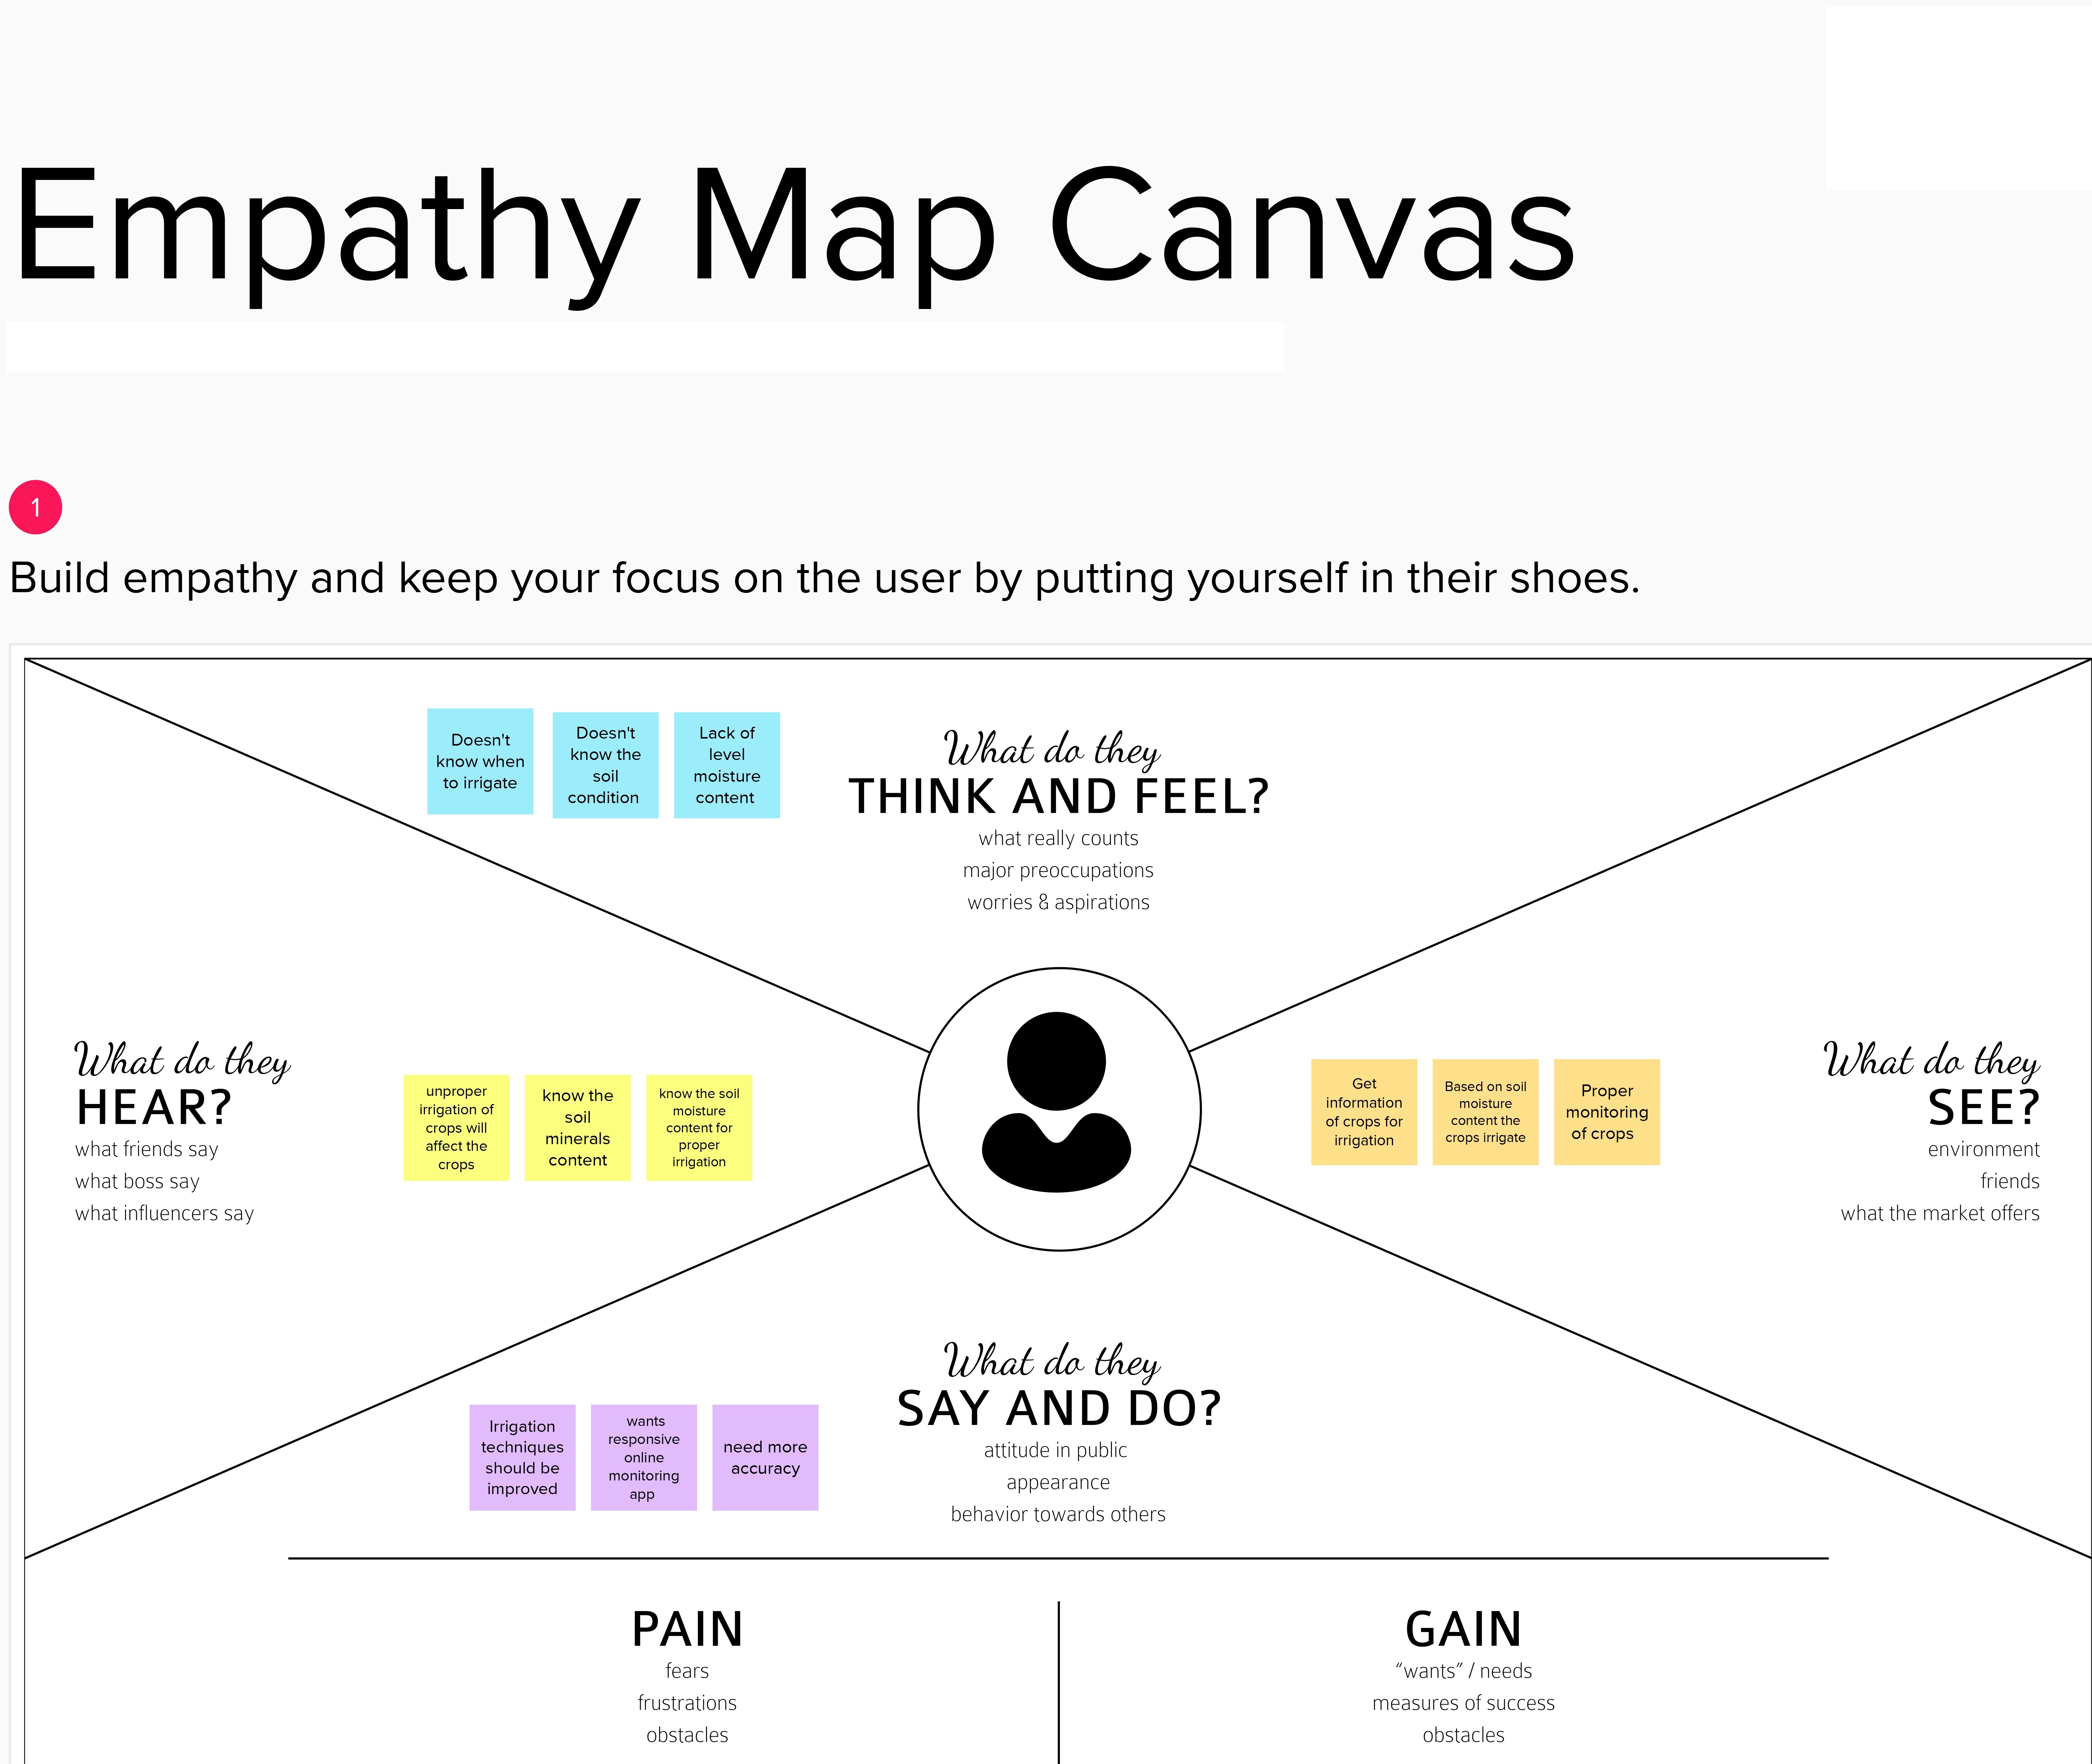 Empathy Map Canvas
1
Build empathy and keep your focus on the user by putting yourself in their shoes.
Doesn't
know when
to irrigate
Doesn't
know the
soil
condition
Lack of
level
moisture
content
What do they
THINK AND FEEL?
what really counts
major preoccupations
worries & aspirations
What do they
HEAR?
what friends say
what boss say
what influencers say
unproper
irrigation of
crops will
affect the
crops
know the
soil
minerals
content
know the soil
moisture
content for
proper
irrigation
Get
information
of crops for
irrigation
Based on soil
moisture
content the
crops irrigate
Proper
monitoring
of crops
What do they
SEE?
environment
friends
what the market offers
What do they
SAY AND DO?
attitude in public
appearance
behavior towards others
Irrigation
techniques
should be
improved
wants
responsive
online
monitoring
app
need more
accuracy
PAIN
fears
frustrations
obstacles
GAIN
“wants” / needs
measures of success
obstacles